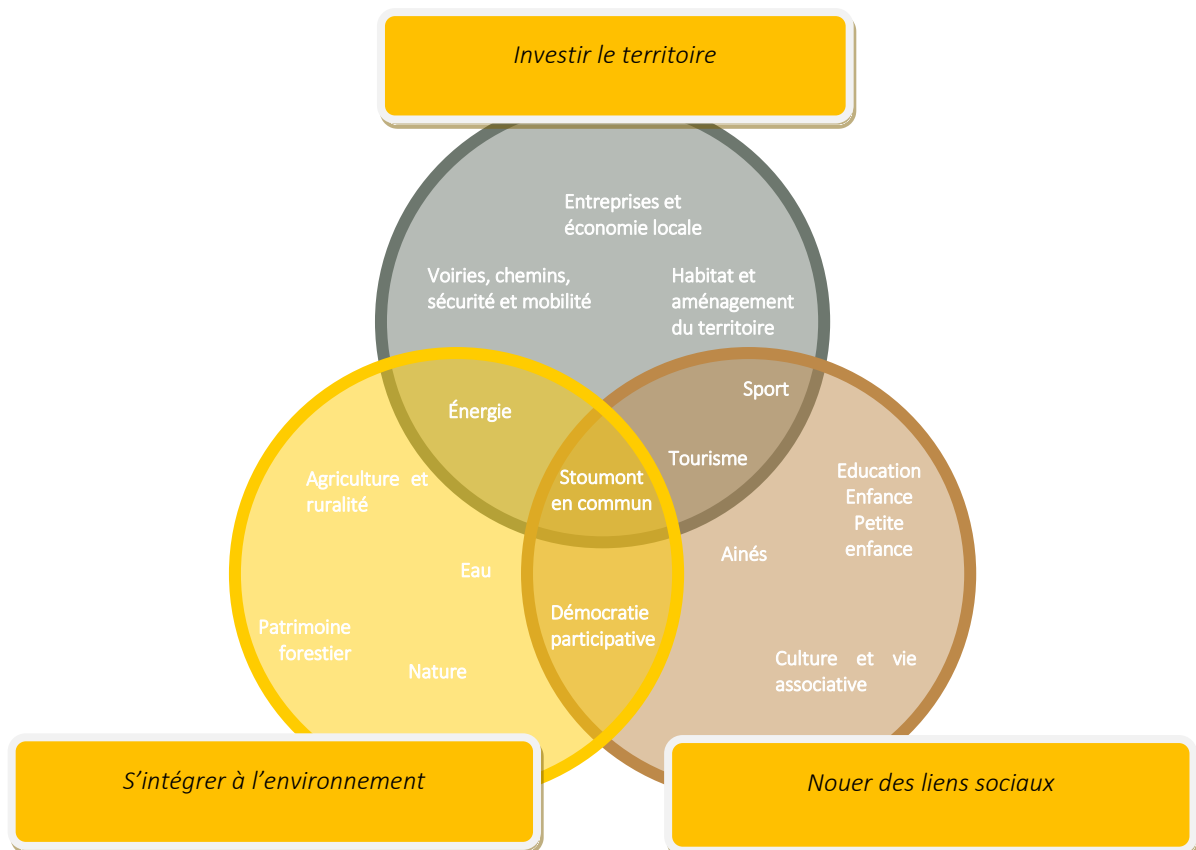 Investir le territoire
Entreprises et
économie locale
Voiries, chemins,
sécurité et mobilité
Habitat et
aménagement
du territoire
Sport
Énergie
Tourisme
Stoumont
en commun
Agriculture et
ruralité
Education
Enfance
Petite
enfance
Ainés
Eau
Démocratie
participative
Patrimoine
forestier
Nature
Culture et vie
associative
S’intégrer à l’environnement
Nouer des liens sociaux